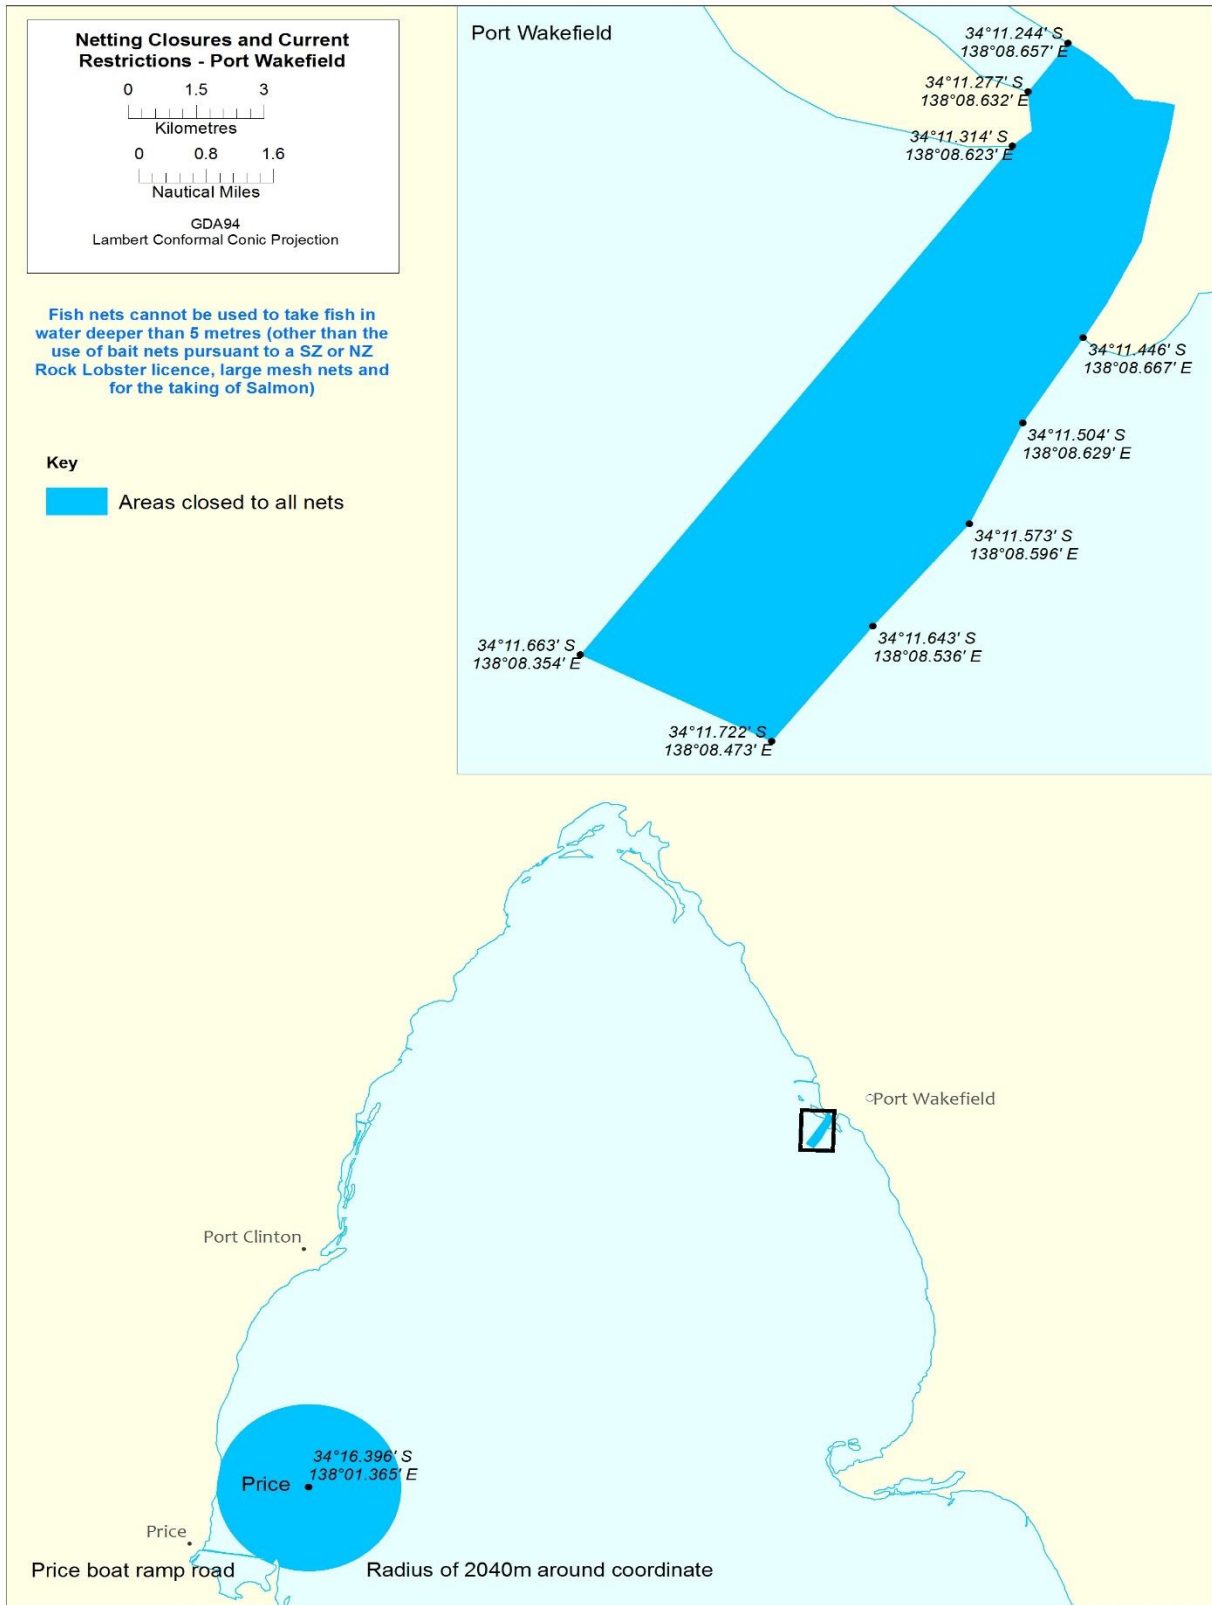 Netting Closures and Current
Restrictions - Port Wakefield
0 1.5 3
Kilometres
0 0.8 1.6
Nautical Miles
GDA94
Lambert Conformal Conic Projection
Fish nets cannot be used to take fish in
water deeper than 5 metres (other than the
use of bait nets pursuant to a SZ or NZ
Rock Lobster licence, large mesh nets and
for the taking of Salmon)
Key
Areas closed to all nets
Port Wakefield
34°11.244' S
138°08.657' E
34°11.277' S
138°08.632' E
34°11.314' S
138°08.623' E
34°11.446' S
138°08.667' E
34°11.504' S
138°08.629' E
34°11.573' S
138°08.596' E
34°11.643' S
138°08.536' E
34°11.663' S
138°08.354' E
34°11.722' S
138°08.473' E
Port Wakefield
Port Clinton
34°16.396' S
138°01.365' E
Price
Price
Price boat ramp road
Radius of 2040m around coordinate